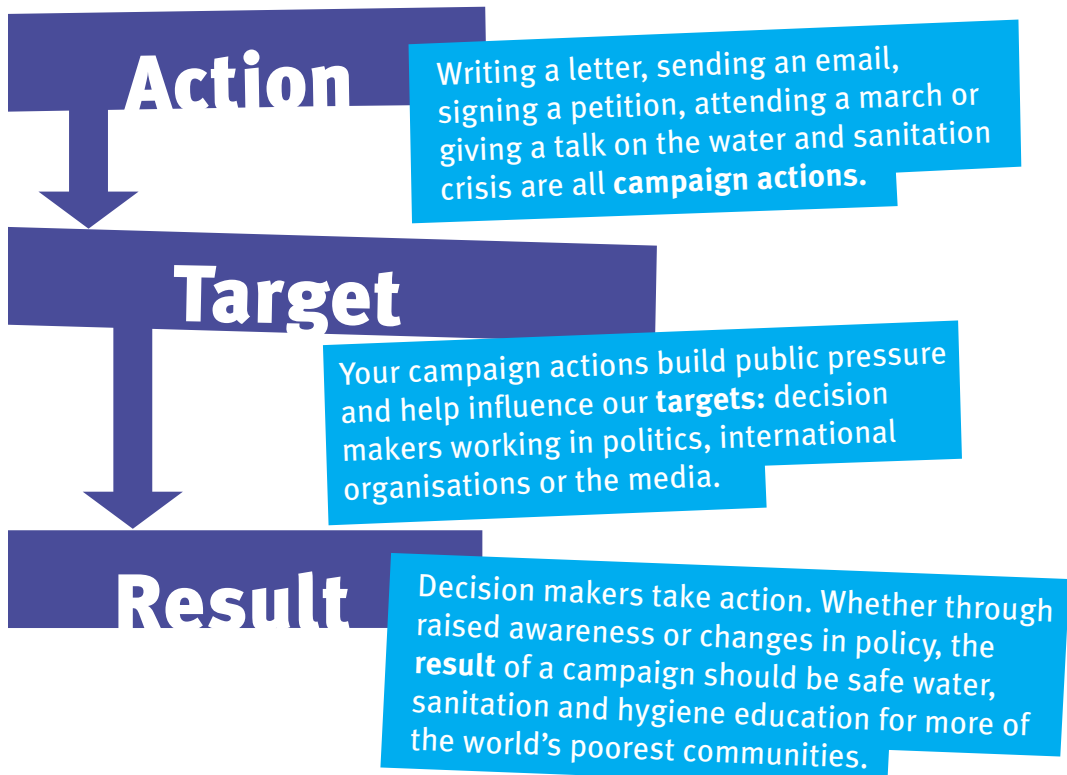 Action
Writing a letter, sending an email,
signing a petition, attending a march or
giving a talk on the water and sanitation
crisis are all campaign actions.
Target
Your campaign actions build public pressure
and help influence our targets: decision
makers working in politics, international
organisations or the media.
Result
Decision makers take action. Whether through
raised awareness or changes in policy, the
result of a campaign should be safe water,
sanitation and hygiene education for more of
the world's poorest communities.